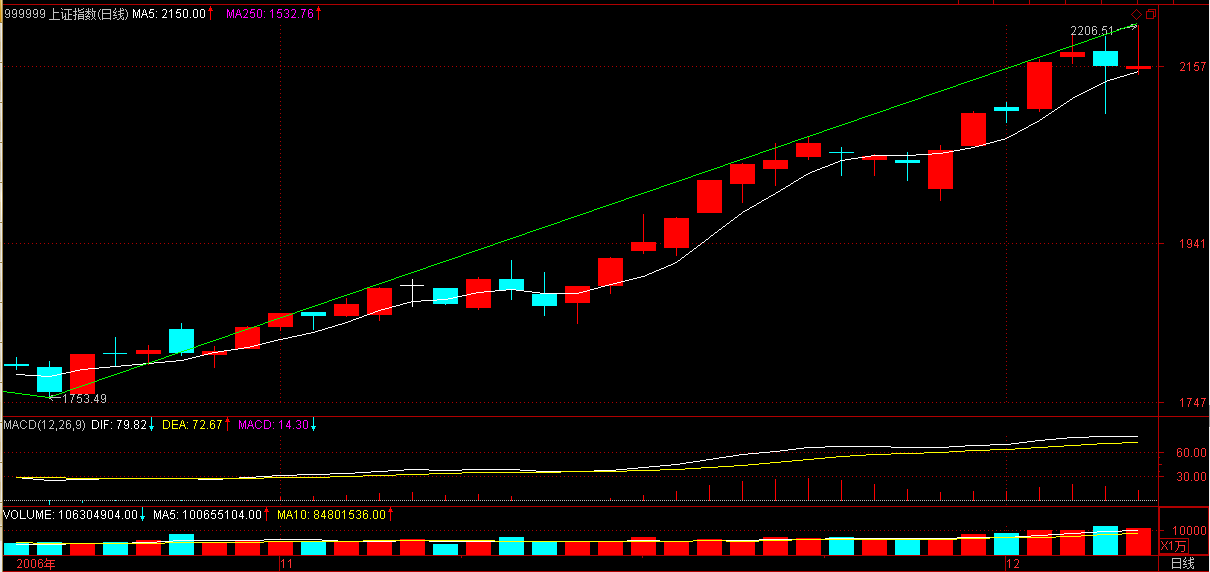 999999 上证指数(日线) MA5: 2150.00↑ MA250: 1532.76↑
2206.51
2157
1941
1753.49
1747
MACD(12,26,9) DIF: 79.82↓ DEA: 72.67↑ MACD: 14.30↓
60.00
30.00
VOLUME: 106304904.00↓ MA5: 100655104.00↑ MA10: 84801536.00↑
10000
X1万
2006年 11 12 日线